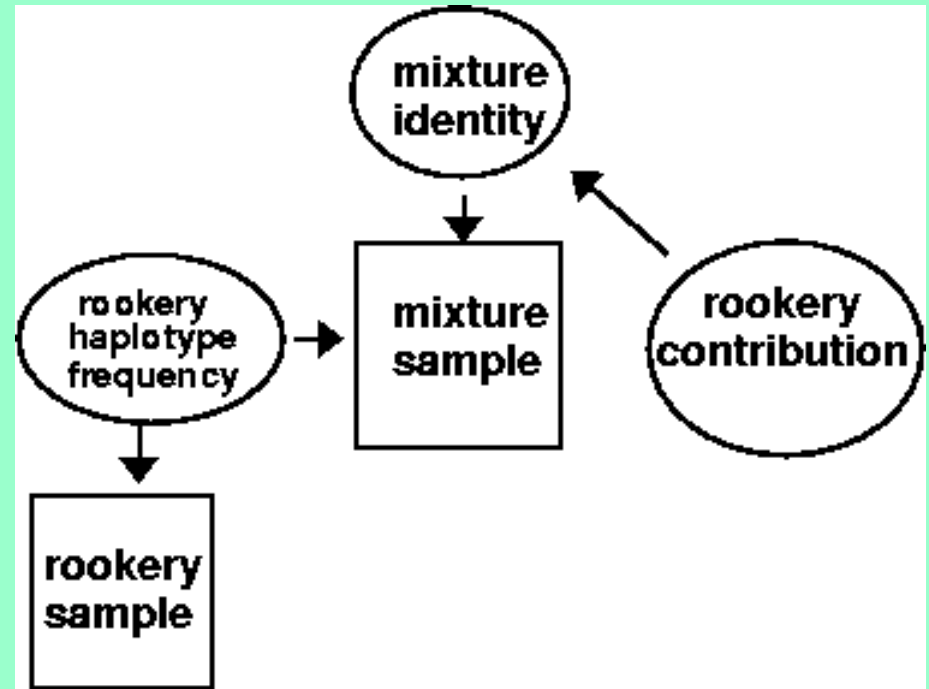 mixture
identity
rookery
haplotype
frequency
mixture
sample
rookery
contribution
rookery
sample